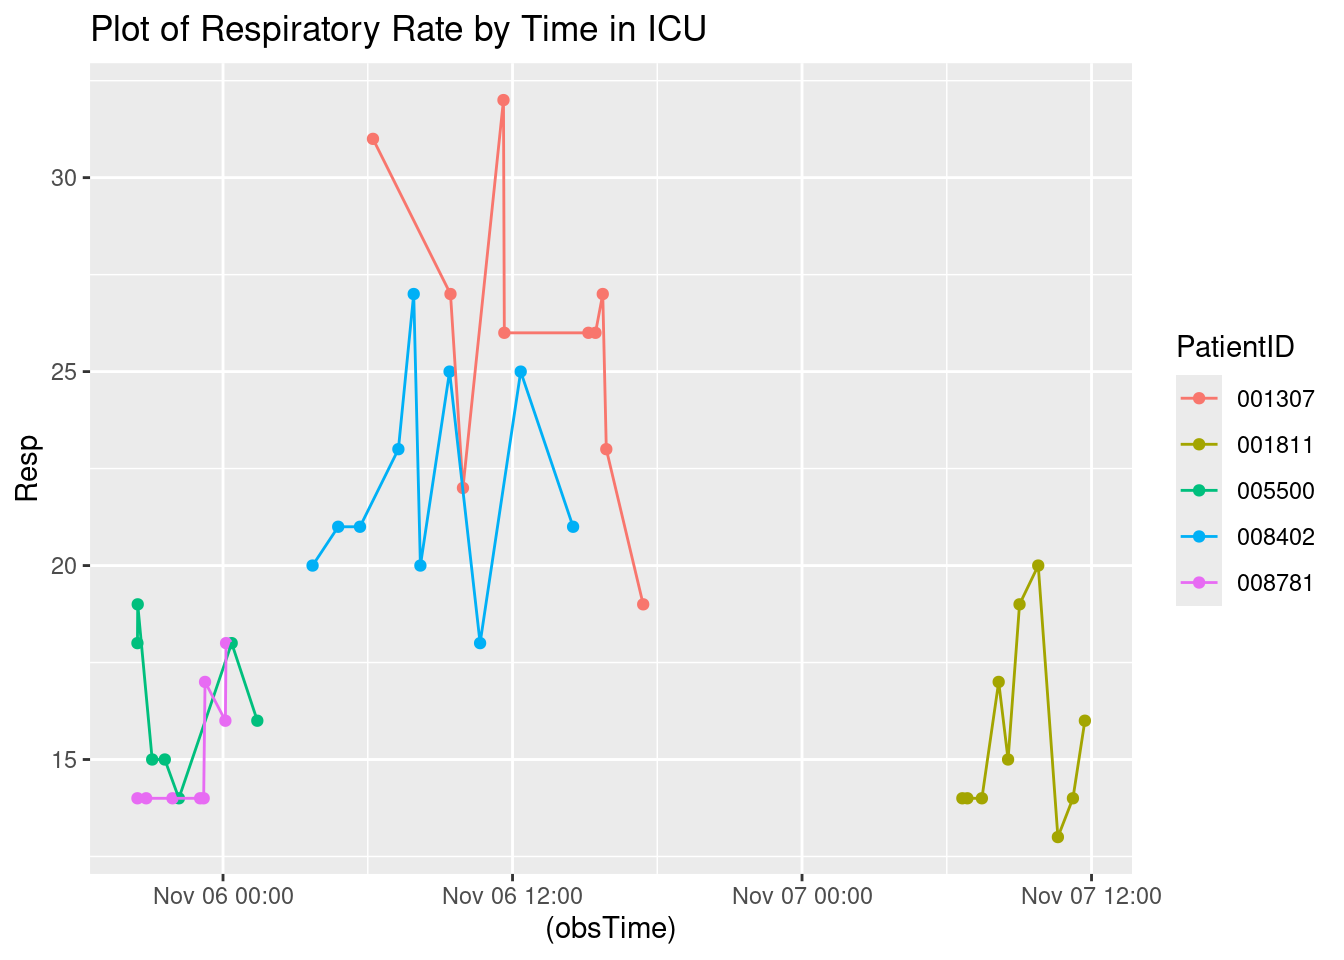 Plot of Respiratory Rate by Time in ICU
Resp
30
25
20
15
Nov 06 00:00
Nov 06 12:00
Nov 07 00:00
Nov 07 12:00
(obsTime)
PatientID
001307
001811
005500
008402
008781